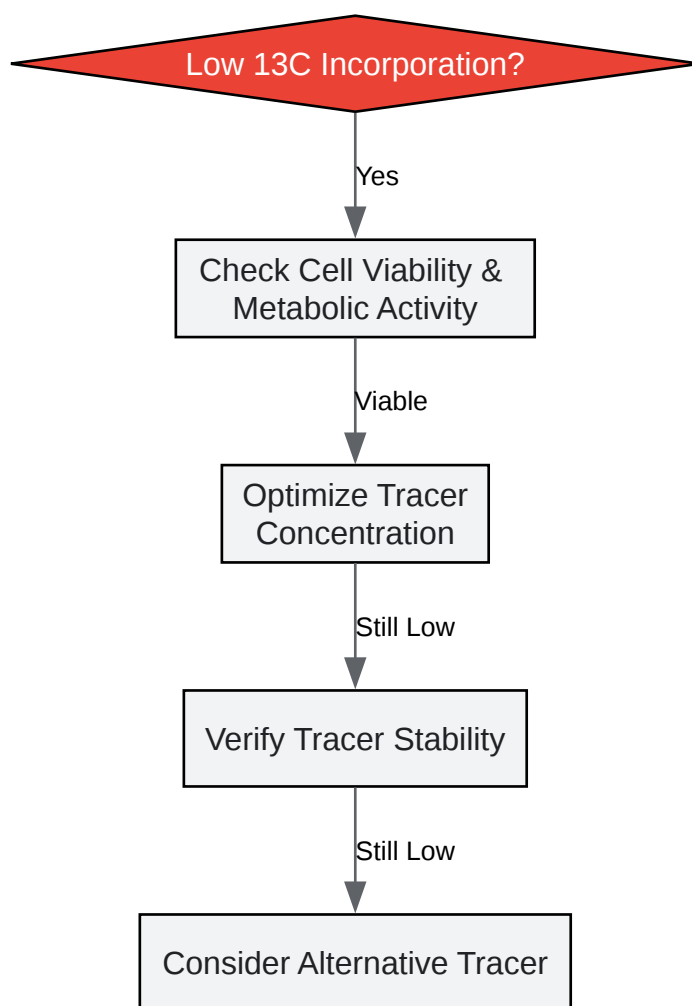 Low 13C Incorporation?
Yes
Check Cell Viability &
Metabolic Activity
Viable
Optimize Tracer
Concentration
Still Low
Verify Tracer Stability
Still Low
Consider Alternative Tracer